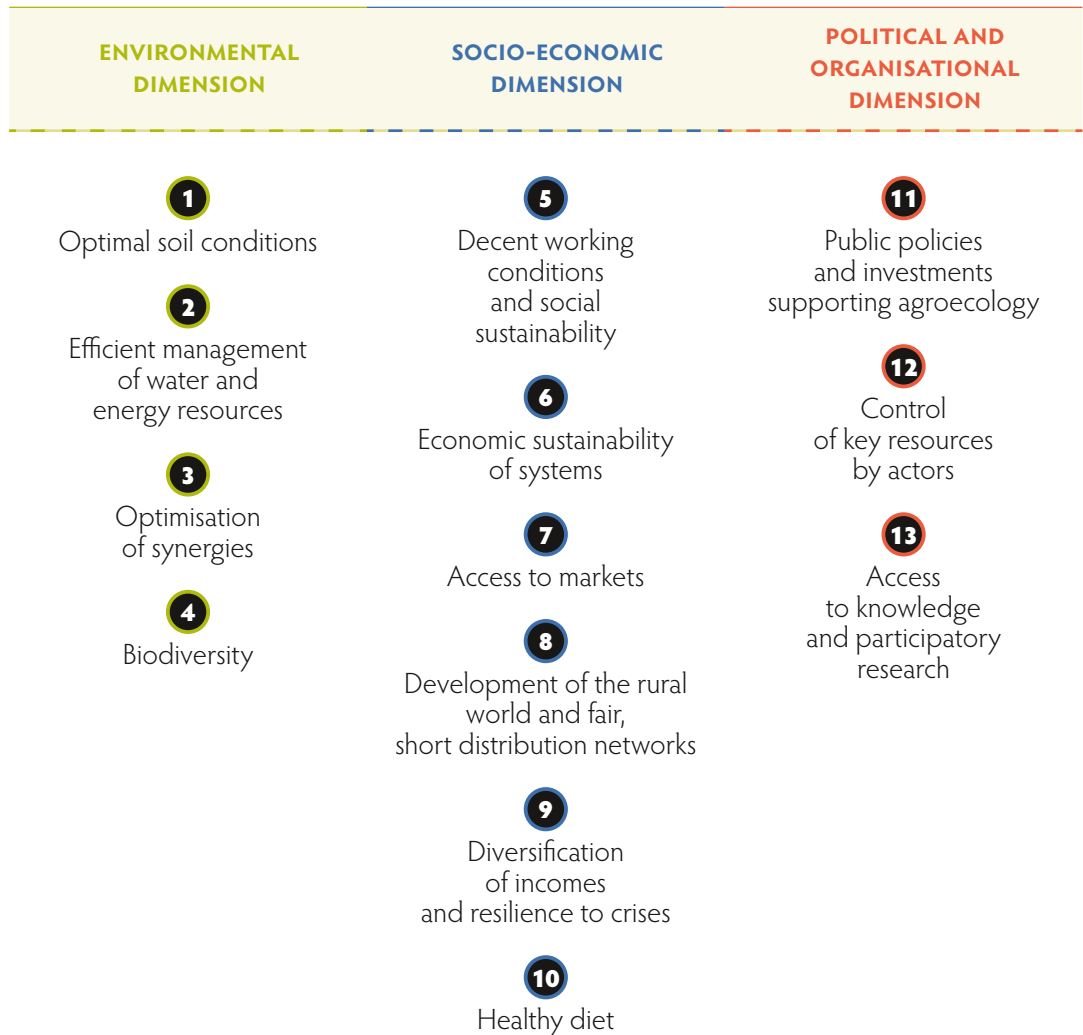 ENVIRONMENTAL
DIMENSION
1
Optimal soil conditions
2
Efficient management
of water and
energy resources
3
Optimisation
of synergies
4
Biodiversity
SOCIO-ECONOMIC
DIMENSION
5
Decent working
conditions
and social
sustainability
6
Economic sustainability
of systems
7
Access to markets
8
Development of the rural
world and fair,
short distribution networks
9
Diversification
of incomes
and resilience to crises
10
Healthy diet
POLITICAL AND
ORGANISATIONAL
DIMENSION
11
Public policies
and investments
supporting agroecology
12
Control
of key resources
by actors
13
Access
to knowledge
and participatory
research